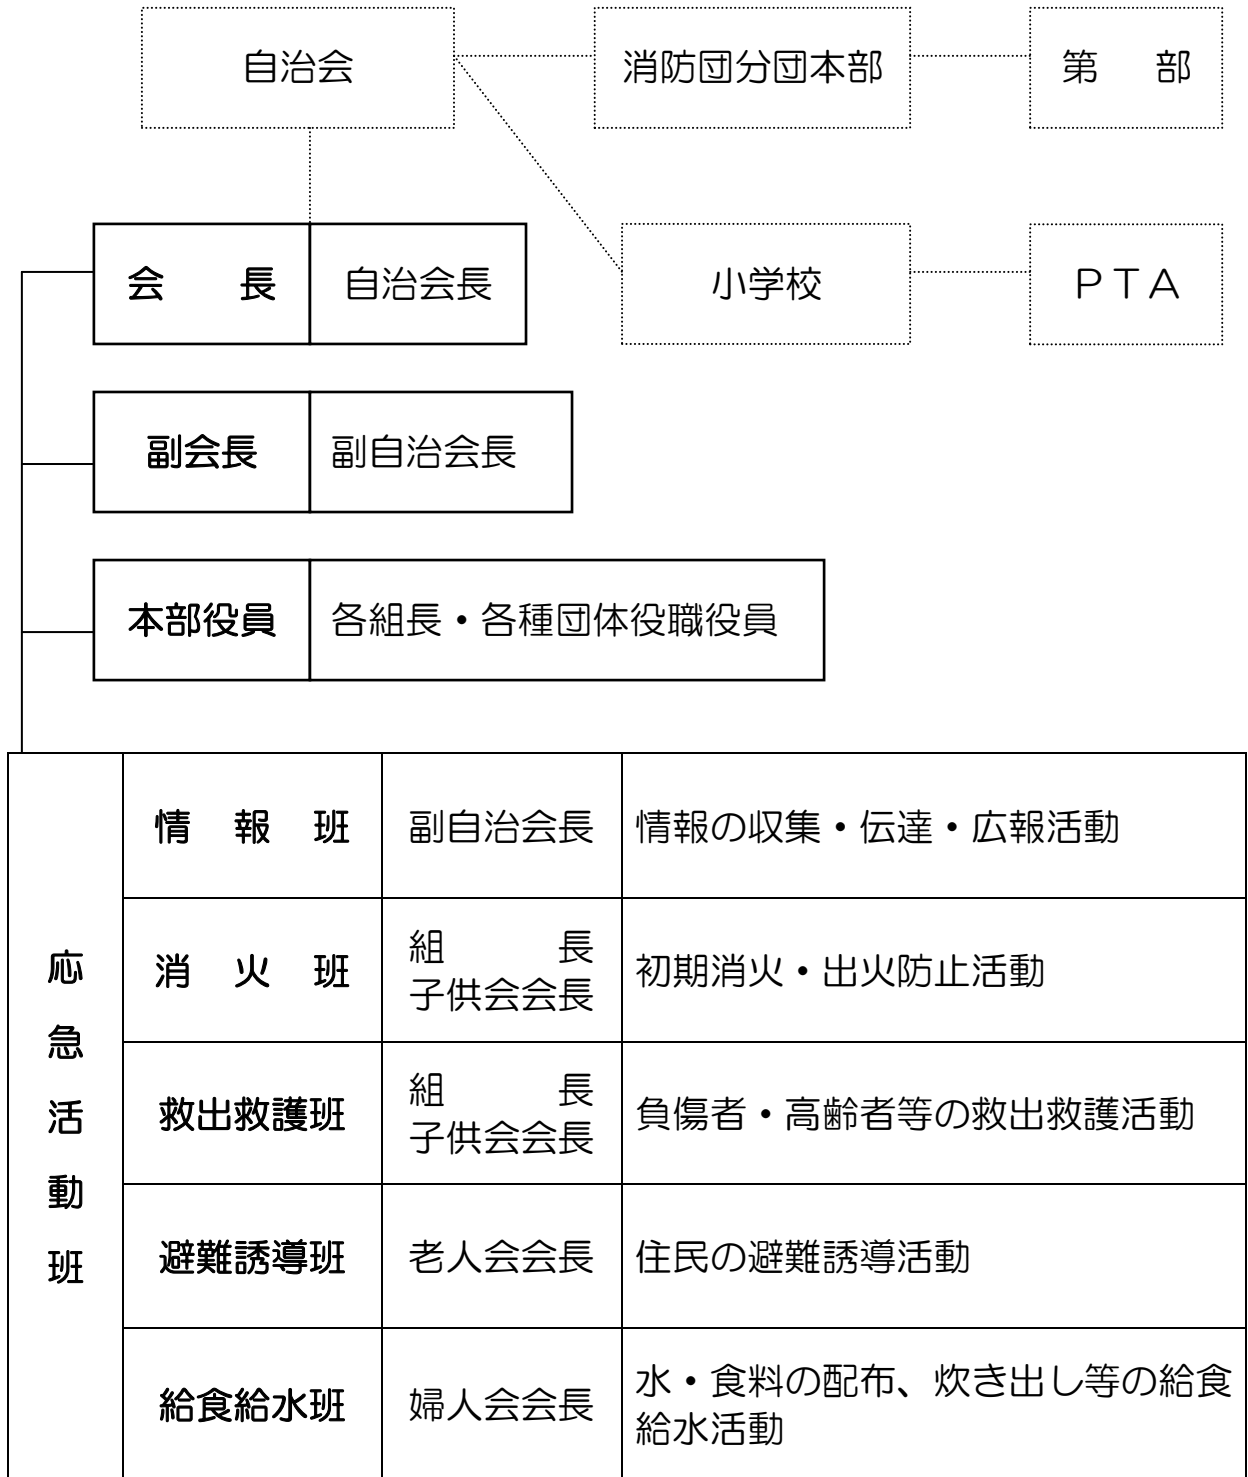 自治会
消防団分団本部
第　部
会　長
自治会長
小学校
ＰＴＡ
副会長
副自治会長
本部役員
各組長・各種団体役職役員
応急活動班
情　報　班
副自治会長
情報の収集・伝達・広報活動
消　火　班
組　　　長
子供会会長
初期消火・出火防止活動
救出救護班
組　　　長
子供会会長
負傷者・高齢者等の救出救護活動
避難誘導班
老人会会長
住民の避難誘導活動
給食給水班
婦人会会長
水・食料の配布、炊き出し等の給食
給水活動